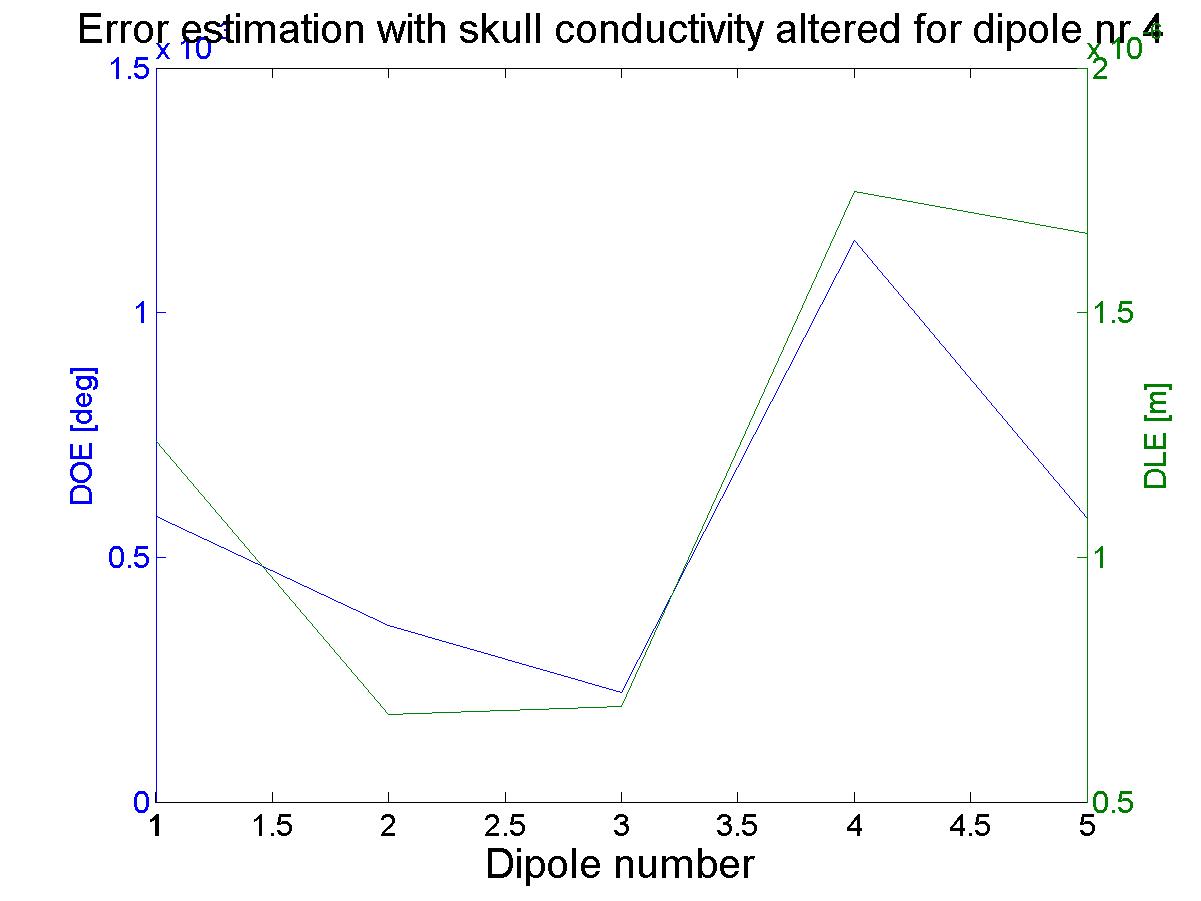 Error estimation with skull conductivity altered for dipole nr 4
x 10
x 10
1.5
1
0.5
0
DOE [deg]
2
1.5
1
0.5
DLE [m]
1 1.5 2 2.5 3 3.5 4 4.5 5
Dipole number